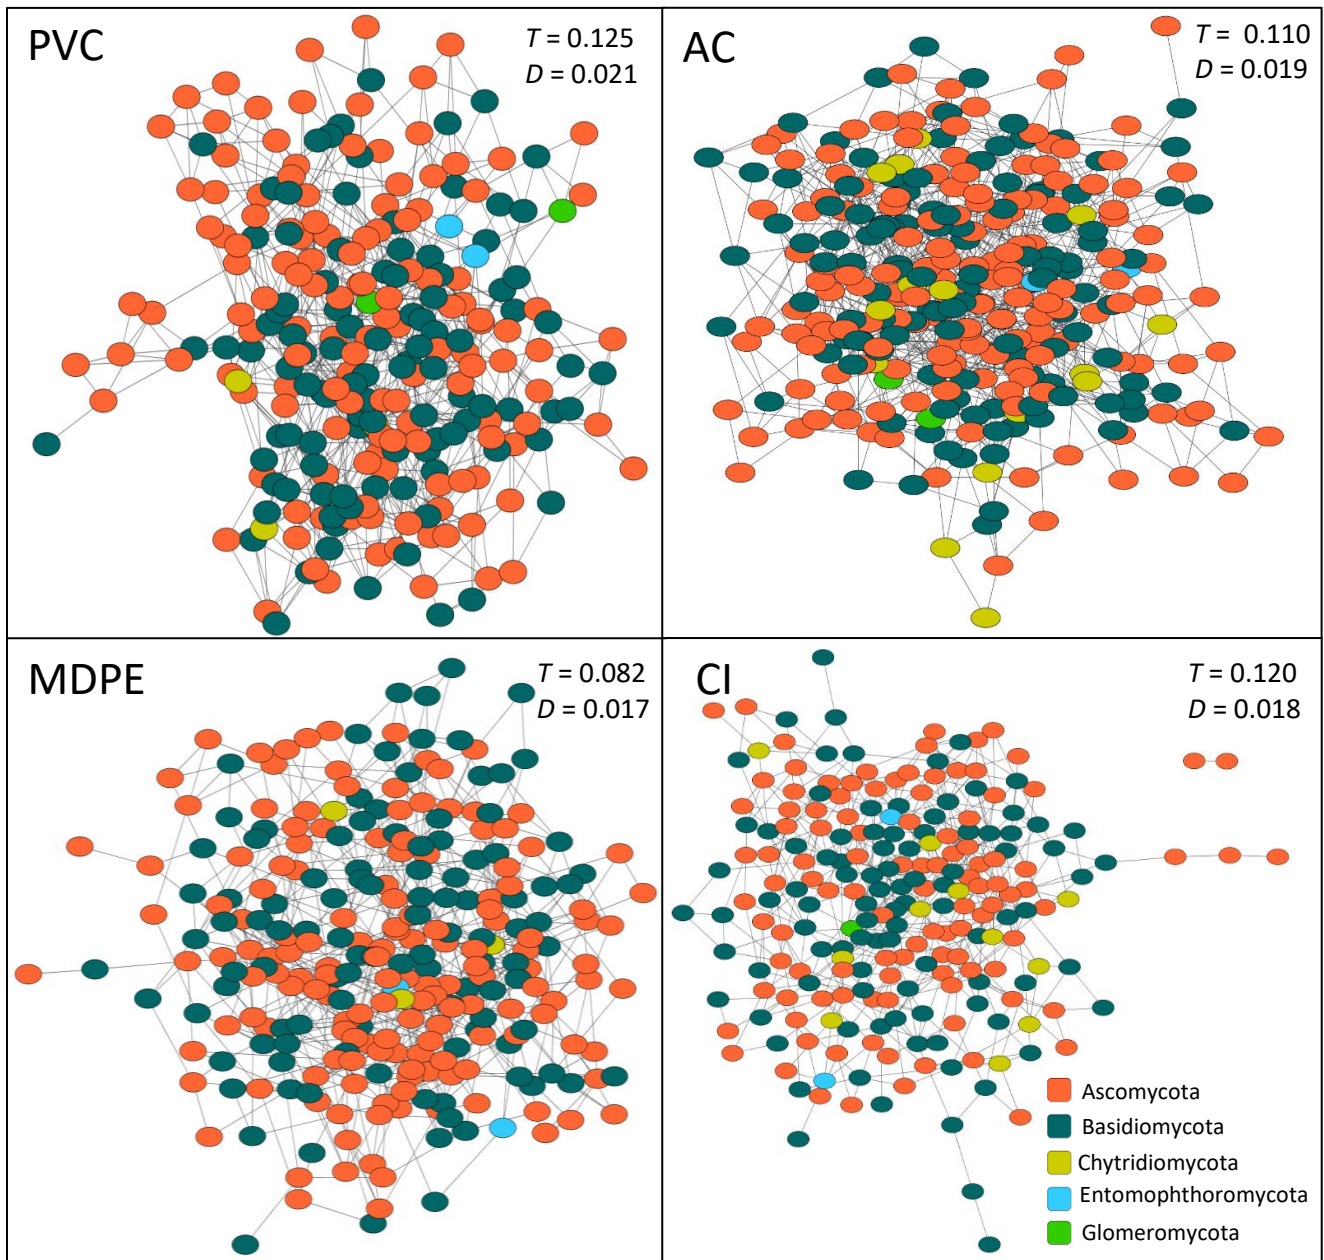 PVC
T = 0.125
D = 0.021
AC
T = 0.110
D = 0.019
MDPE
T = 0.082
D = 0.017
CI
T = 0.120
D = 0.018
Ascomycota
Basidiomycota
Chytridiomycota
Entomophthoromycota
Glomeromycota